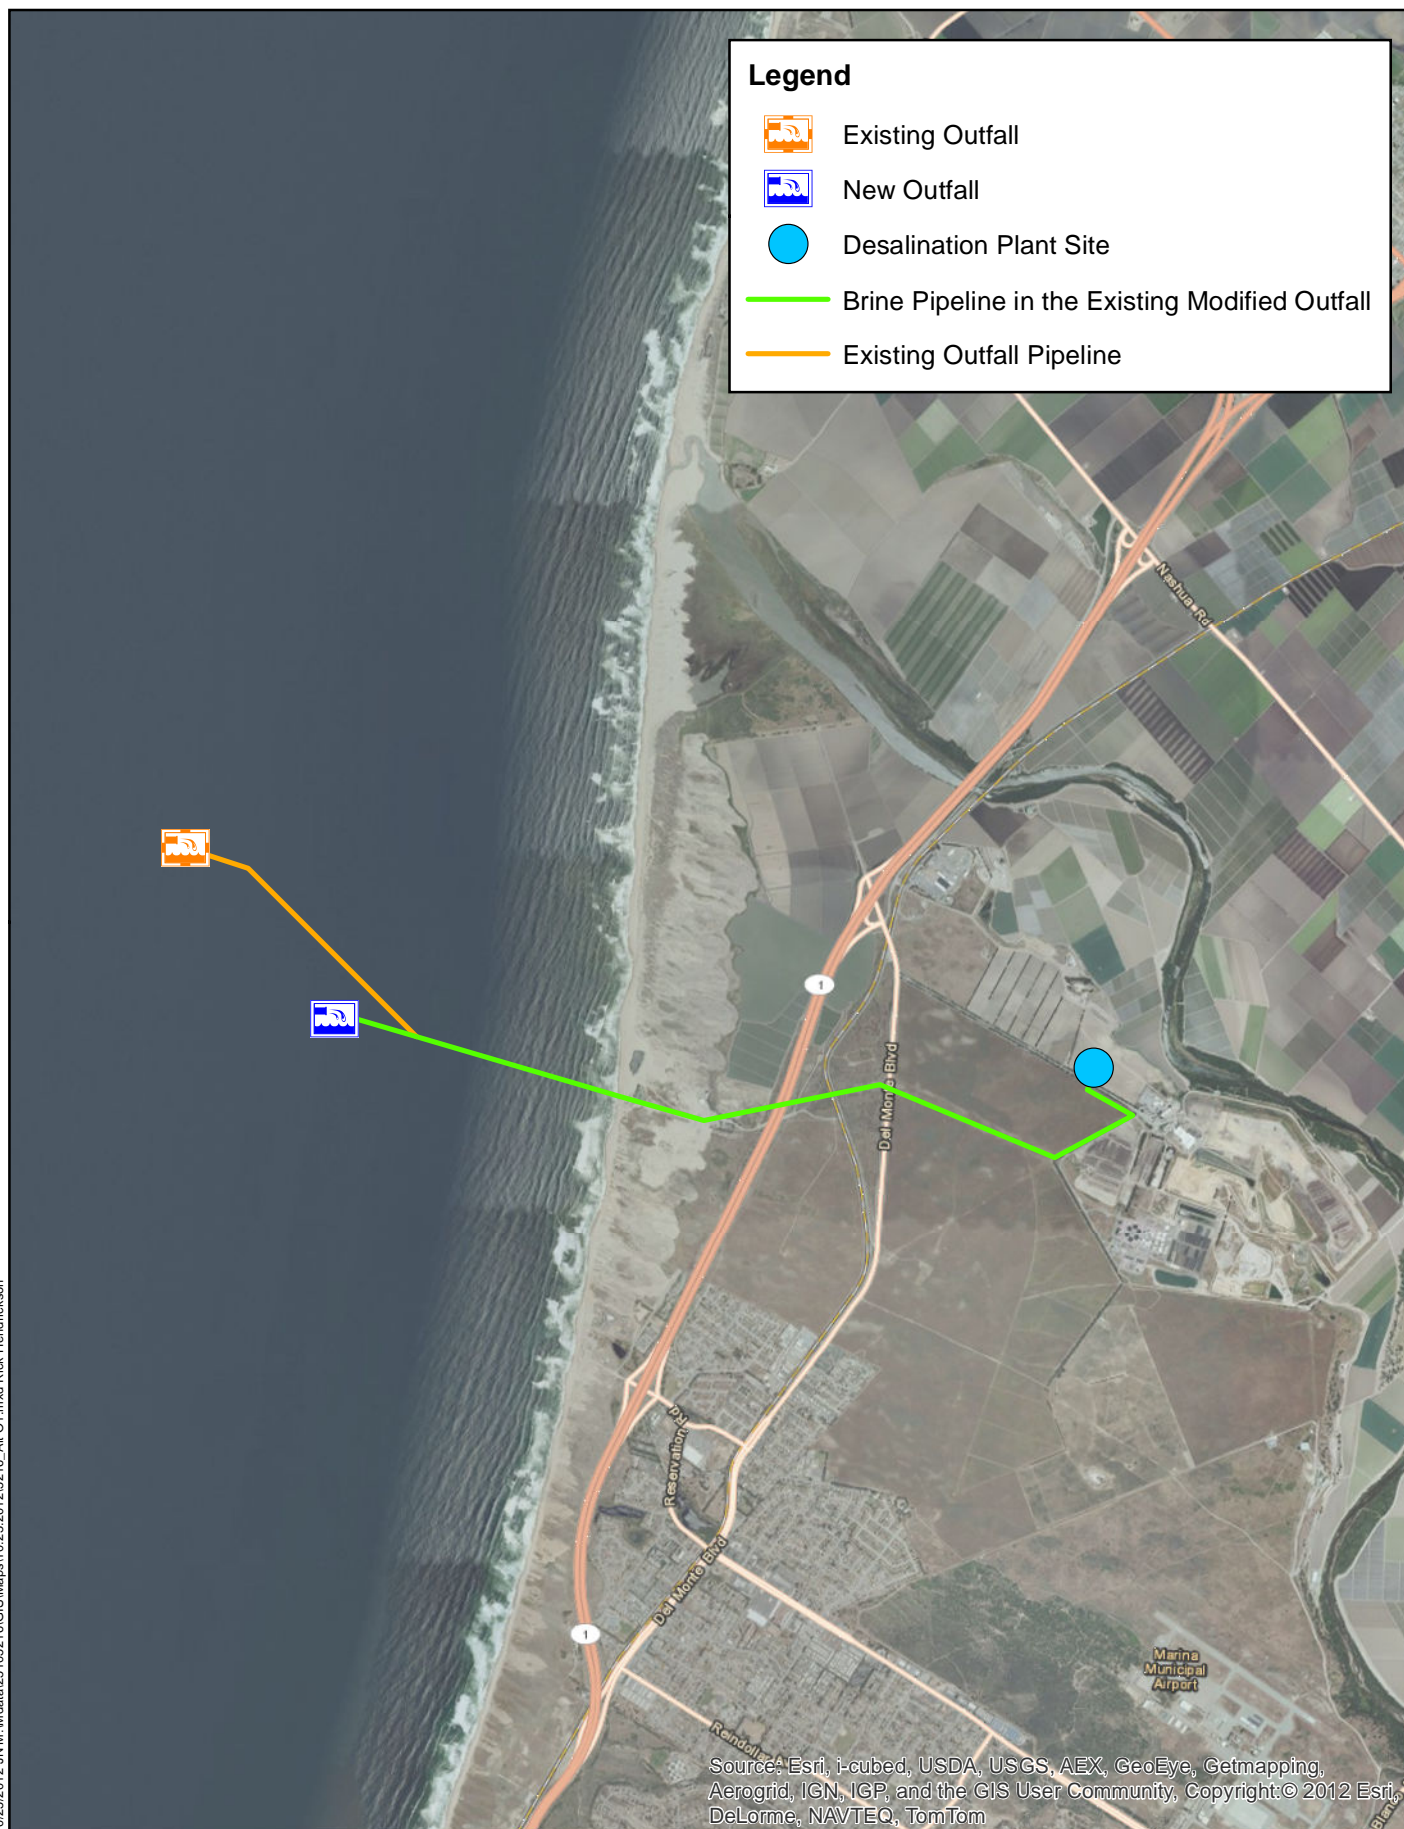 Legend
Existing Outfall
New Outfall
Desalination Plant Site
Brine Pipeline in the Existing Modified Outfall
Existing Outfall Pipeline
Nashua Rd
1
Del Monte Blvd
Reservation Rd
Del Monte Blvd
1
Marina
Municipal
Airport
Reindollar
Source: Esri, i-cubed, USDA, USGS, AEX, GeoEye, Getmapping,
Aerogrid, IGN, IGP, and the GIS User Community, Copyright:© 2012 Esri,
DeLorme, NAVTEQ, TomTom